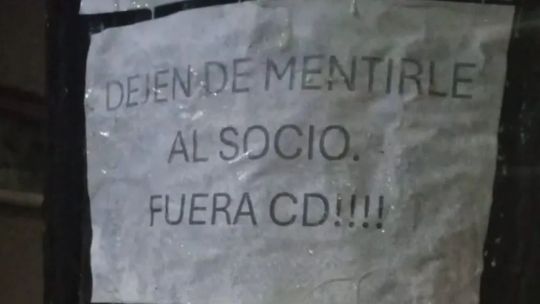 DEJEN DE MENTIRLE
AL SOCIO.
FUERA CD!!!!